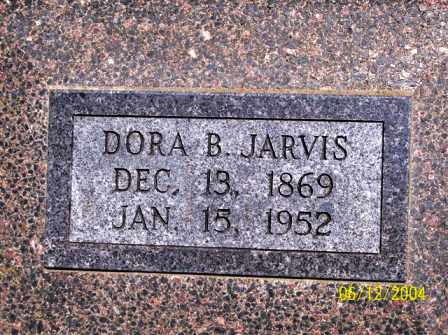 DORA B. JARVIS
DEC. 13, 1869
JAN. 15, 1952
06/12/2004